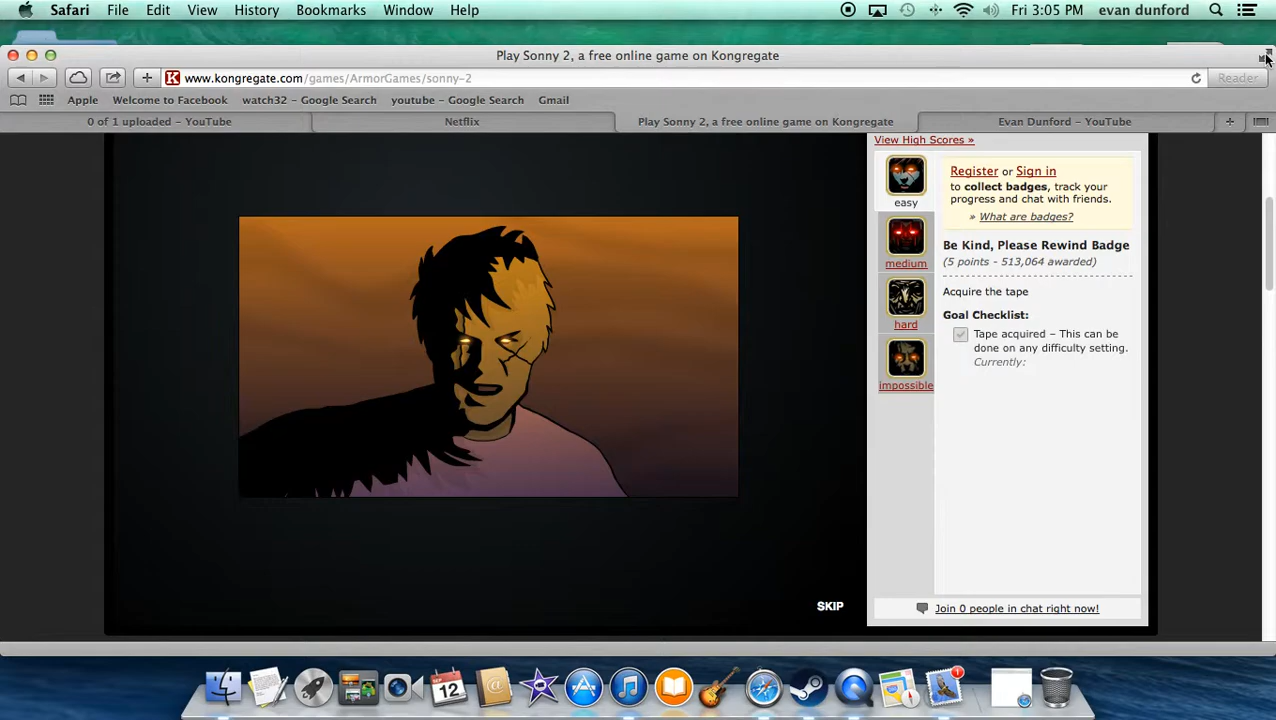 Safari File Edit View History Bookmarks Window Help Fri 3:05 PM evan dunford
Play Sonny 2, a free online game on Kongregate
K www.kongregate.com/games/ArmorGames/sonny-2 Reader
Apple Welcome to Facebook watch32 – Google Search youtube – Google Search Gmail
0 of 1 uploaded – YouTube Netflix Play Sonny 2, a free online game on Kongregate Evan Dunford – YouTube
View High Scores »
easy
medium
hard
impossible
Register or Sign in
to collect badges, track your
progress and chat with friends.
» What are badges?
Be Kind, Please Rewind Badge
(5 points - 513,064 awarded)
Acquire the tape
Goal Checklist:
Tape acquired – This can be
done on any difficulty setting.
Currently:
SKIP
Join 0 people in chat right now!
SEP
12
1